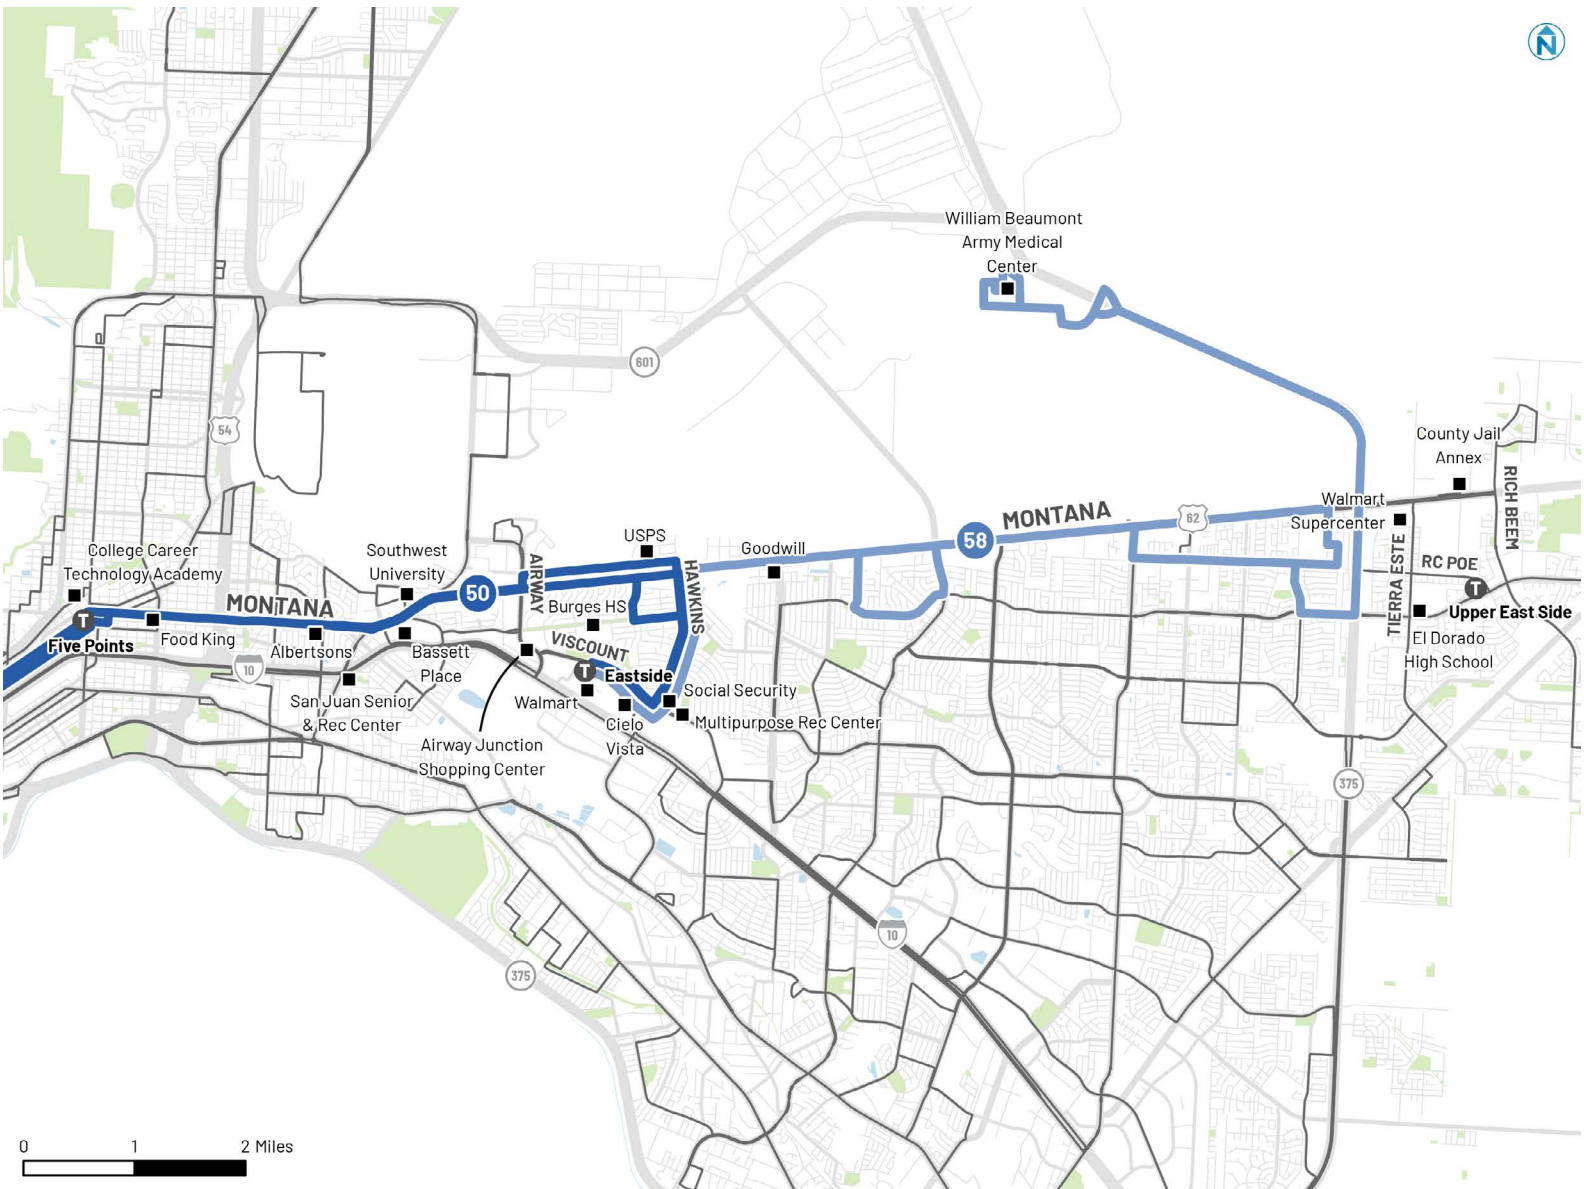 N
William Beaumont
Army Medical
Center
601
54
County Jail
Annex
RICH BEEM
Walmart
Supercenter
MONTANA
62
58
USPS
Goodwill
TIERRA ESTE
RC POE
T
Upper East Side
El Dorado
High School
College Career
Technology Academy
Southwest
University
AIRWAY
HAWKINS
50
MONTANA
Burges HS
VISCOUNT
T
Five Points
Food King
Albertsons
Bassett
Place
10
San Juan Senior
& Rec Center
T
Eastside
Walmart
Social Security
Cielo
Vista
Multipurpose Rec Center
Airway Junction
Shopping Center
375
10
375
0 1 2 Miles